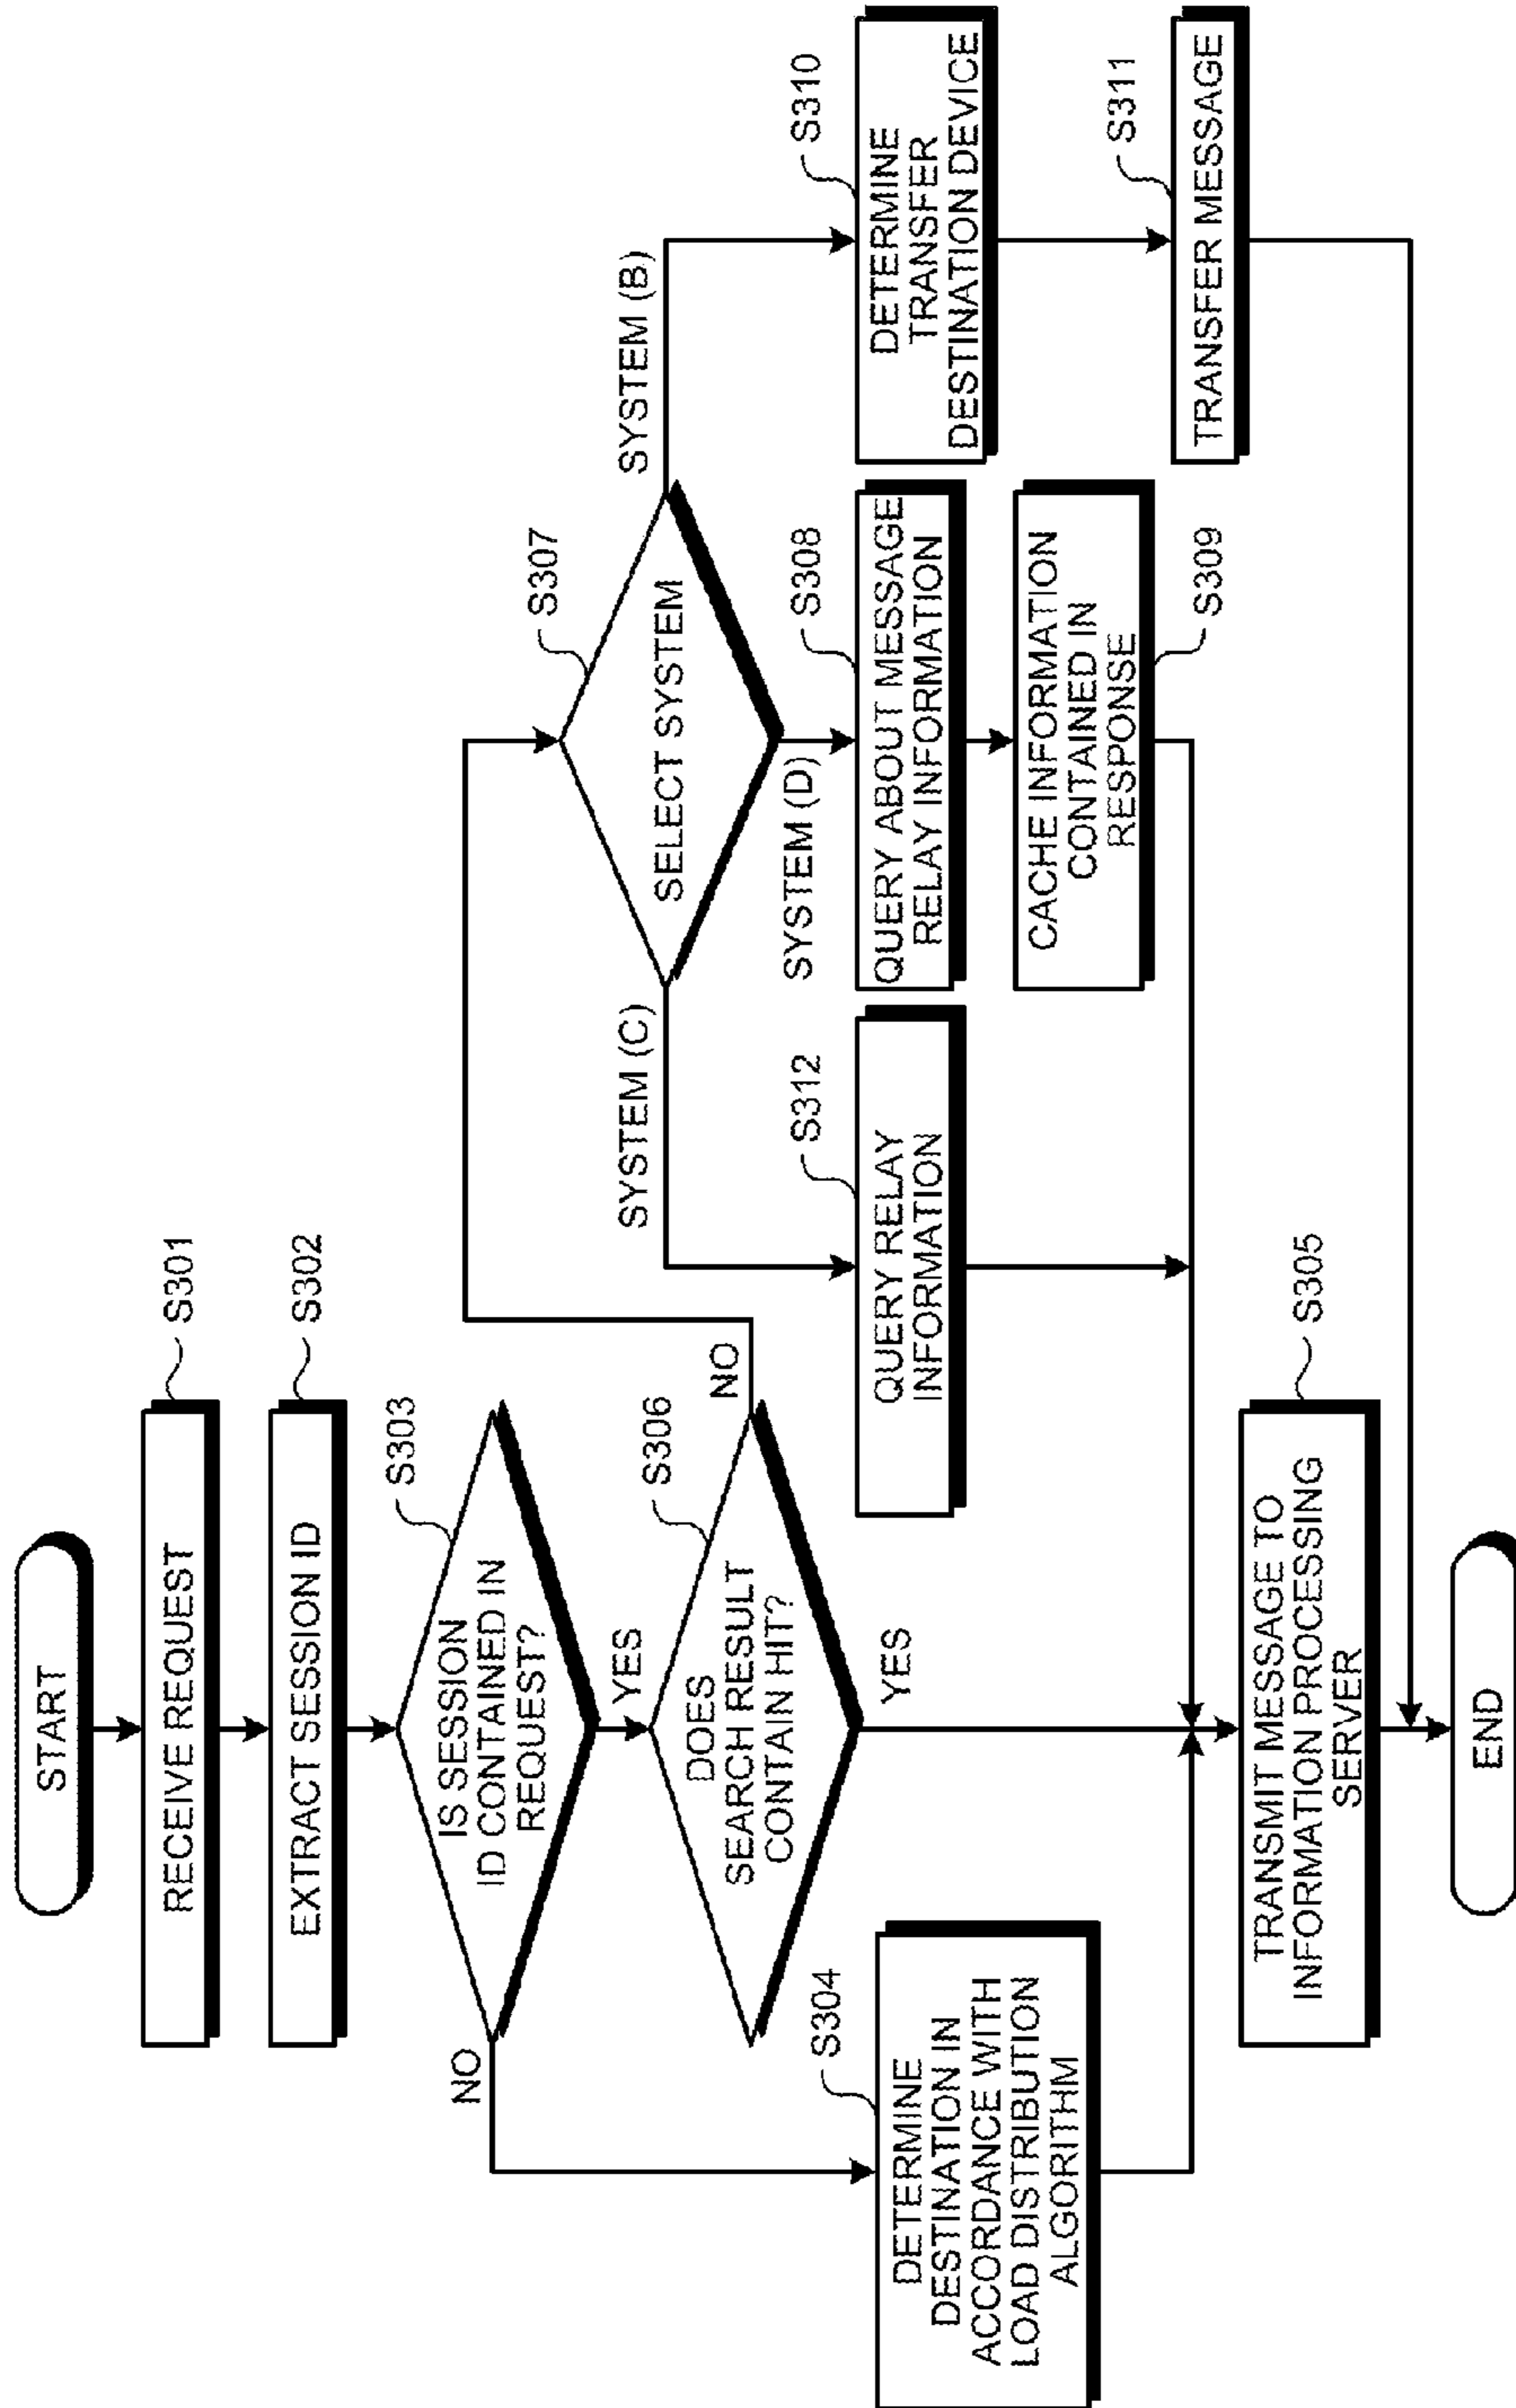 START
RECEIVE REQUEST
S301
EXTRACT SESSION ID
S302
IS SESSION
ID CONTAINED IN
REQUEST?
S303
NO
YES
DOES
SEARCH RESULT
CONTAIN HIT?
S306
NO
YES
DETERMINE
DESTINATION IN
ACCORDANCE WITH
LOAD DISTRIBUTION
ALGORITHM
S304
SELECT SYSTEM
S307
SYSTEM (C)
SYSTEM (D)
SYSTEM (B)
QUERY RELAY
INFORMATION
S312
QUERY ABOUT MESSAGE
RELAY INFORMATION
S308
CACHE INFORMATION
CONTAINED IN
RESPONSE
S309
DETERMINE
TRANSFER
DESTINATION DEVICE
S310
TRANSFER MESSAGE
S311
TRANSMIT MESSAGE TO
INFORMATION PROCESSING
SERVER
S305
END